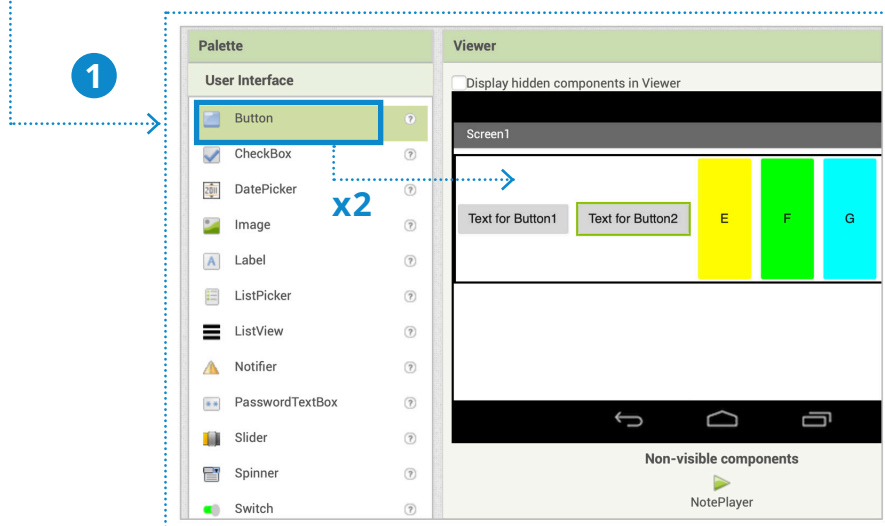 1
Palette
User Interface
Button
CheckBox
DatePicker
Image
Label
ListPicker
ListView
Notifier
PasswordTextBox
Slider
Spinner
Switch
x2
Viewer
Display hidden components in Viewer
Screen1
Text for Button1 Text for Button2 E F G
Non-visible components
NotePlayer